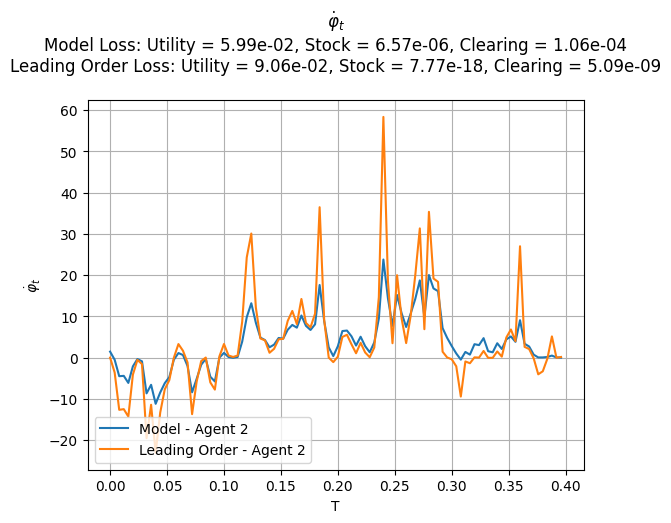 φ̇ₜ
Model Loss: Utility = 5.99e-02, Stock = 6.57e-06, Clearing = 1.06e-04
Leading Order Loss: Utility = 9.06e-02, Stock = 7.77e-18, Clearing = 5.09e-09
60
50
40
30
20
10
0
−10
−20
φ̇ₜ
Model - Agent 2
Leading Order - Agent 2
0.00 0.05 0.10 0.15 0.20 0.25 0.30 0.35 0.40
T